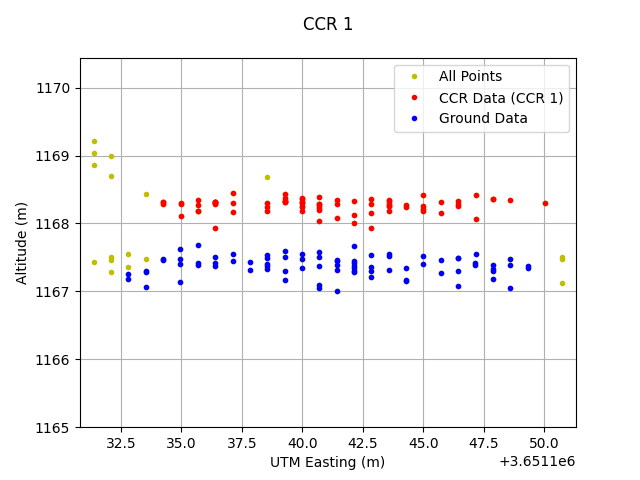 CCR 1
All Points
CCR Data (CCR 1)
Ground Data
Altitude (m)
1170
1169
1168
1167
1166
1165
32.5 35.0 37.5 40.0 42.5 45.0 47.5 50.0
UTM Easting (m)
+3.6511e6